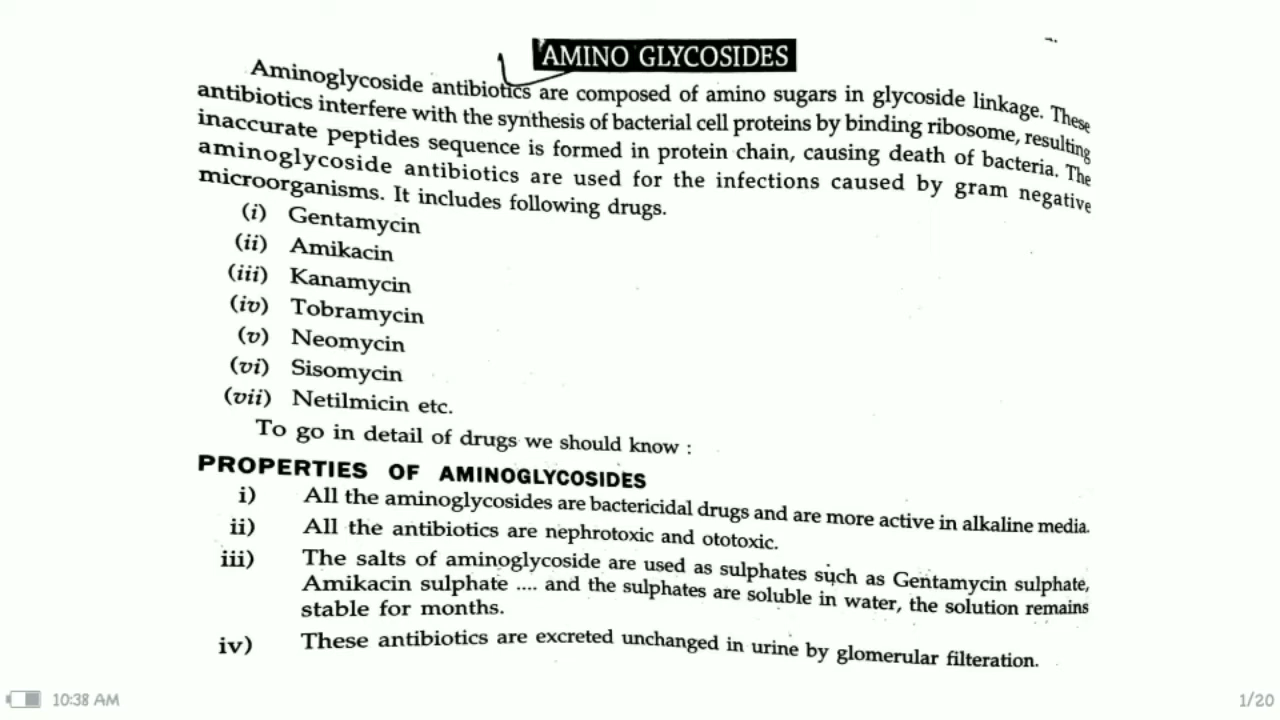 AMINO GLYCOSIDES
Aminoglycoside antibiotics are composed of amino sugars in glycoside linkage. These
antibiotics interfere with the synthesis of bacterial cell proteins by binding ribosome, resulting
inaccurate peptides sequence is formed in protein chain, causing death of bacteria. The
aminoglycoside antibiotics are used for the infections caused by gram negative
microorganisms. It includes following drugs.
(i) Gentamycin
(ii) Amikacin
(iii) Kanamycin
(iv) Tobramycin
(v) Neomycin
(vi) Sisomycin
(vii) Netilmicin etc.
To go in detail of drugs we should know :
PROPERTIES OF AMINOGLYCOSIDES
i) All the aminoglycosides are bactericidal drugs and are more active in alkaline media.
ii) All the antibiotics are nephrotoxic and ototoxic.
iii) The salts of aminoglycoside are used as sulphates such as Gentamycin sulphate,
Amikacin sulphate .... and the sulphates are soluble in water, the solution remains
stable for months.
iv) These antibiotics are excreted unchanged in urine by glomerular filteration.
10:38 AM
1/20